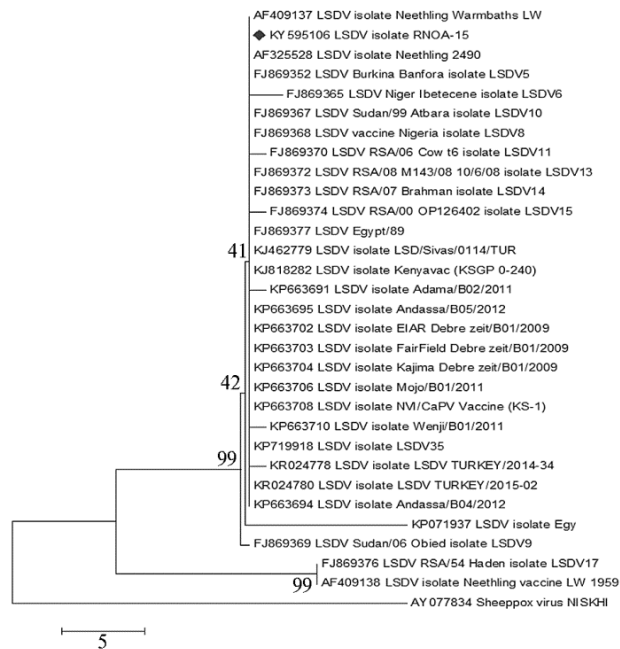 AF409137 LSDV isolate Neethling Warmbaths LW
KY595106 LSDV isolate RNOA-15
AF325528 LSDV isolate Neethling 2490
FJ869352 LSDV Burkina Banfora isolate LSDV5
FJ869365 LSDV Niger Ibetecene isolate LSDV6
FJ869367 LSDV Sudan/99 Atbara isolate LSDV10
FJ869368 LSDV vaccine Nigeria isolate LSDV8
FJ869370 LSDV RSA/06 Cow t6 isolate LSDV11
FJ869372 LSDV RSA/08 M143/08 10/6/08 isolate LSDV13
FJ869373 LSDV RSA/07 Brahman isolate LSDV14
FJ869374 LSDV RSA/00 OP126402 isolate LSDV15
FJ869377 LSDV Egypt/89
41 KJ462779 LSDV isolate LSD/Sivas/0114/TUR
KJ818282 LSDV isolate Kenyavac (KSGP 0-240)
KP663691 LSDV isolate Adama/B02/2011
KP663695 LSDV isolate Andassa/B05/2012
KP663702 LSDV isolate EIAR Debre zeit/B01/2009
KP663703 LSDV isolate FairField Debre zeit/B01/2009
KP663704 LSDV isolate Kajima Debre zeit/B01/2009
42 KP663706 LSDV isolate Mojo/B01/2011
KP663708 LSDV isolate NVI/CaPV Vaccine (KS-1)
KP663710 LSDV isolate Wenji/B01/2011
KP719918 LSDV isolate LSDV35
99 KR024778 LSDV isolate LSDV TURKEY/2014-34
KR024780 LSDV isolate LSDV TURKEY/2015-02
KP663694 LSDV isolate Andassa/B04/2012
KP071937 LSDV isolate Egy
FJ869369 LSDV Sudan/06 Obied isolate LSDV9
FJ869376 LSDV RSA/54 Haden isolate LSDV17
99 AF409138 LSDV isolate Neethling vaccine LW 1959
AY077834 Sheeppox virus NISKHI
5